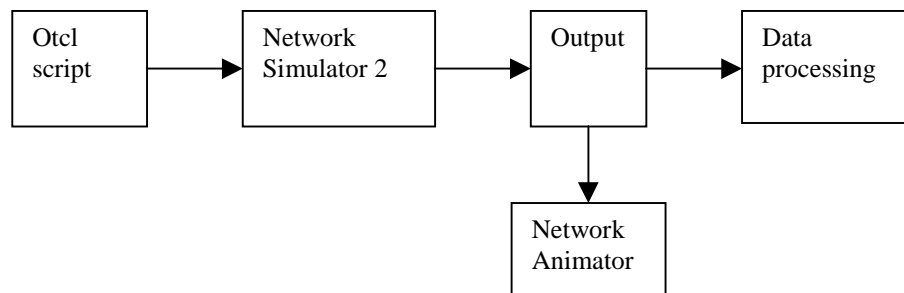 Otcl
script
Network
Simulator 2
Output
Data
processing
Network
Animator